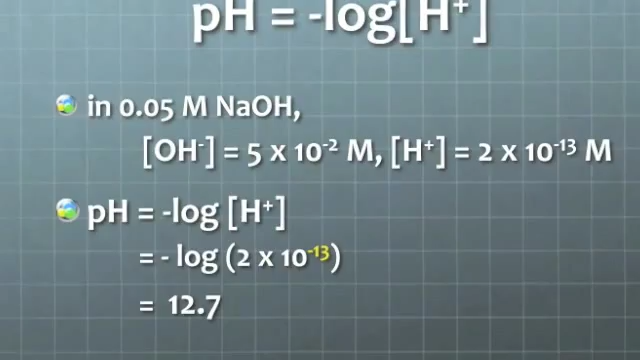 pH = -log[H⁺]
in 0.05 M NaOH,
[OH⁻] = 5 x 10⁻² M, [H⁺] = 2 x 10⁻¹³ M
pH = -log [H⁺]
= - log (2 x 10⁻¹³)
= 12.7